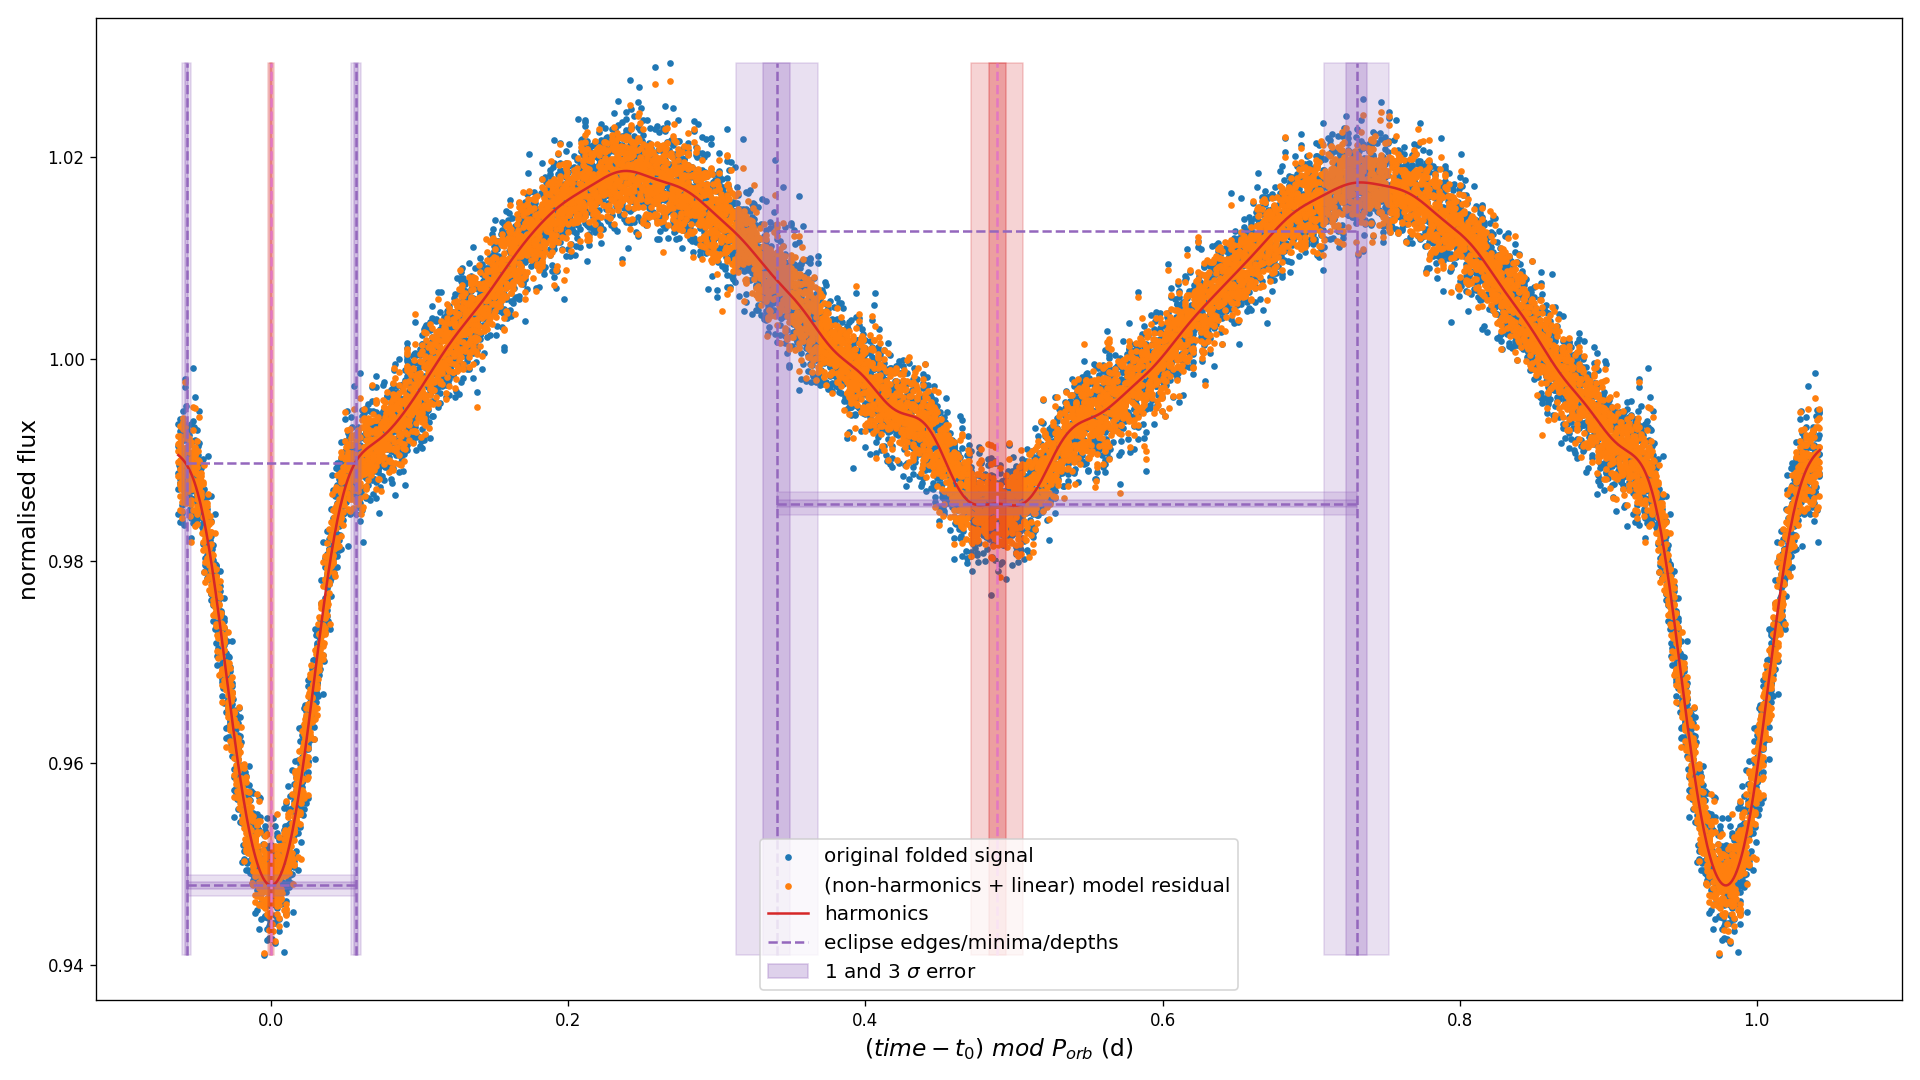 normalised flux
1.02
1.00
0.98
0.96
0.94
original folded signal
(non-harmonics + linear) model residual
harmonics
eclipse edges/minima/depths
1 and 3 σ error
0.0 0.2 0.4 0.6 0.8 1.0
(time − t₀) mod Pₒᵣb (d)